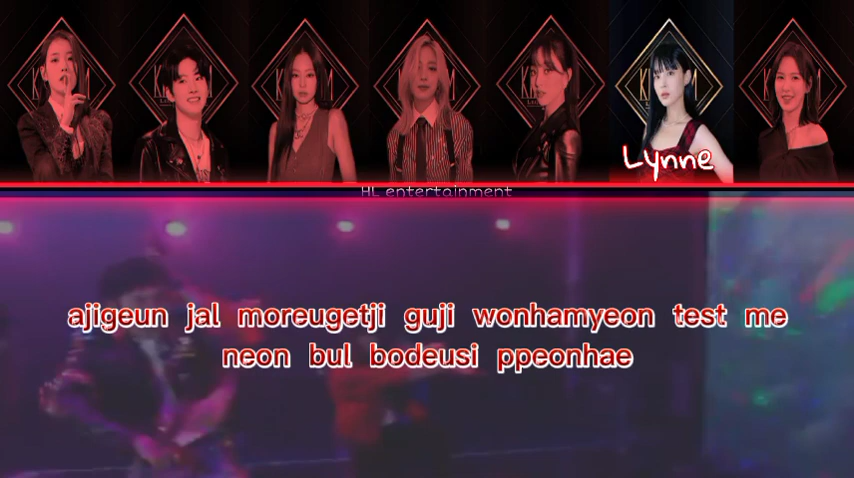 Lynne
HL entertainment
ajigeun jal moreugetji guji wonhamyeon test me
neon bul bodeusi ppeonhae